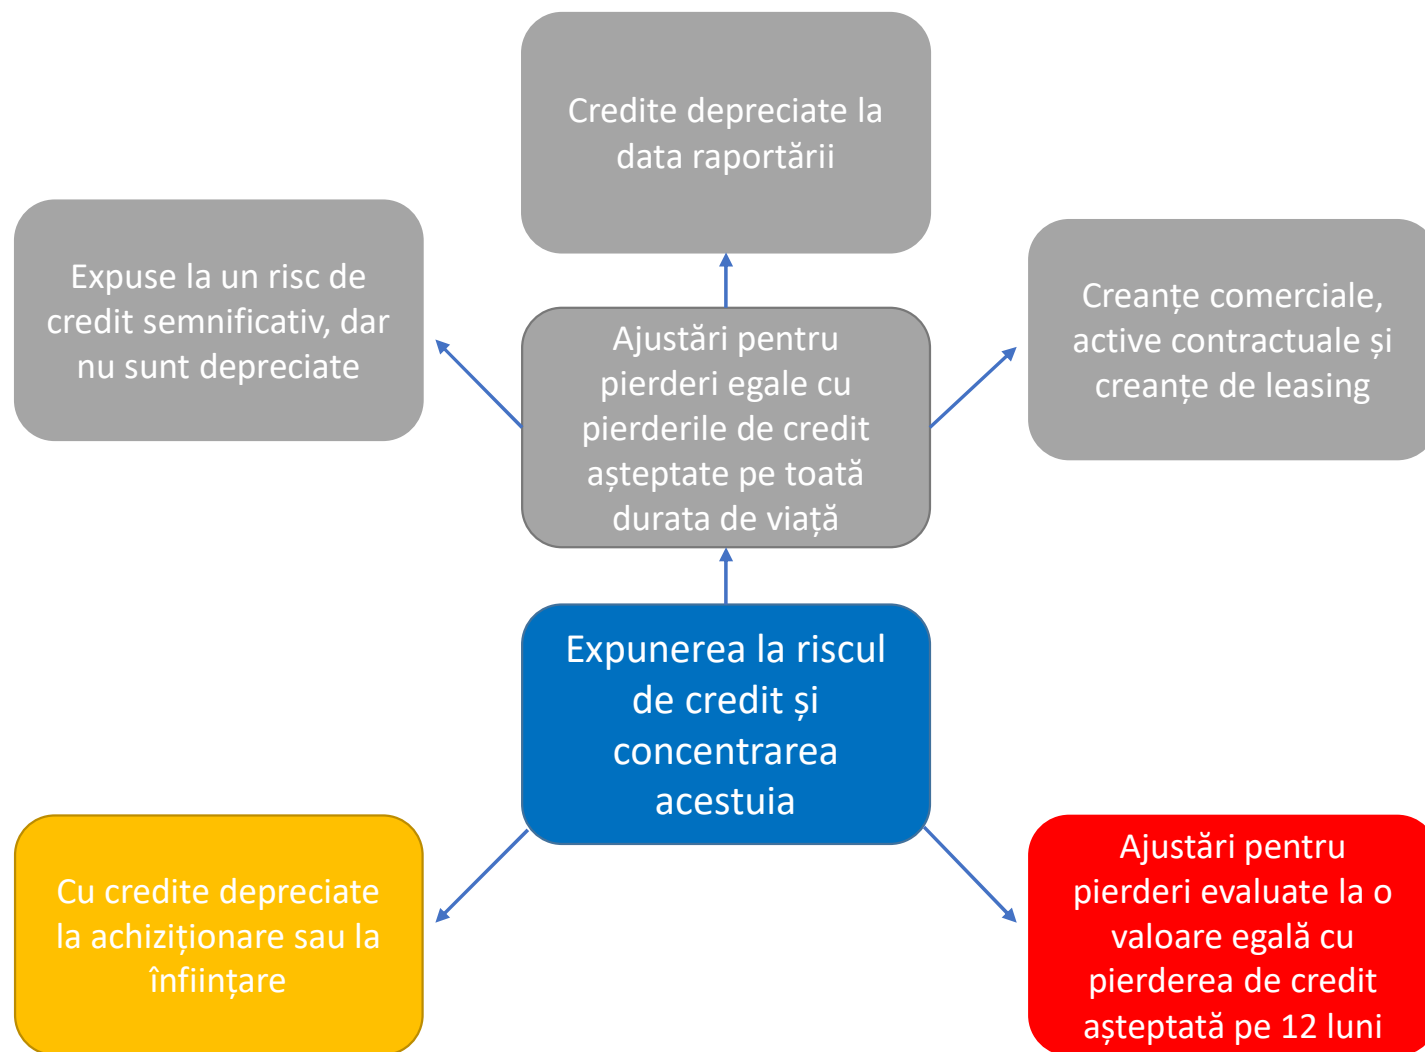 Credite depreciate la
data raportării
Expuse la un risc de
credit semnificativ, dar
nu sunt depreciate
Ajustări pentru
pierderi egale cu
pierderile de credit
așteptate pe toată
durata de viață
Creanțe comerciale,
active contractuale și
creanțe de leasing
Expunerea la riscul
de credit și
concentrarea
acestuia
Cu credite depreciate
la achiziționare sau la
înființare
Ajustări pentru
pierderi evaluate la o
valoare egală cu
pierderea de credit
așteptată pe 12 luni